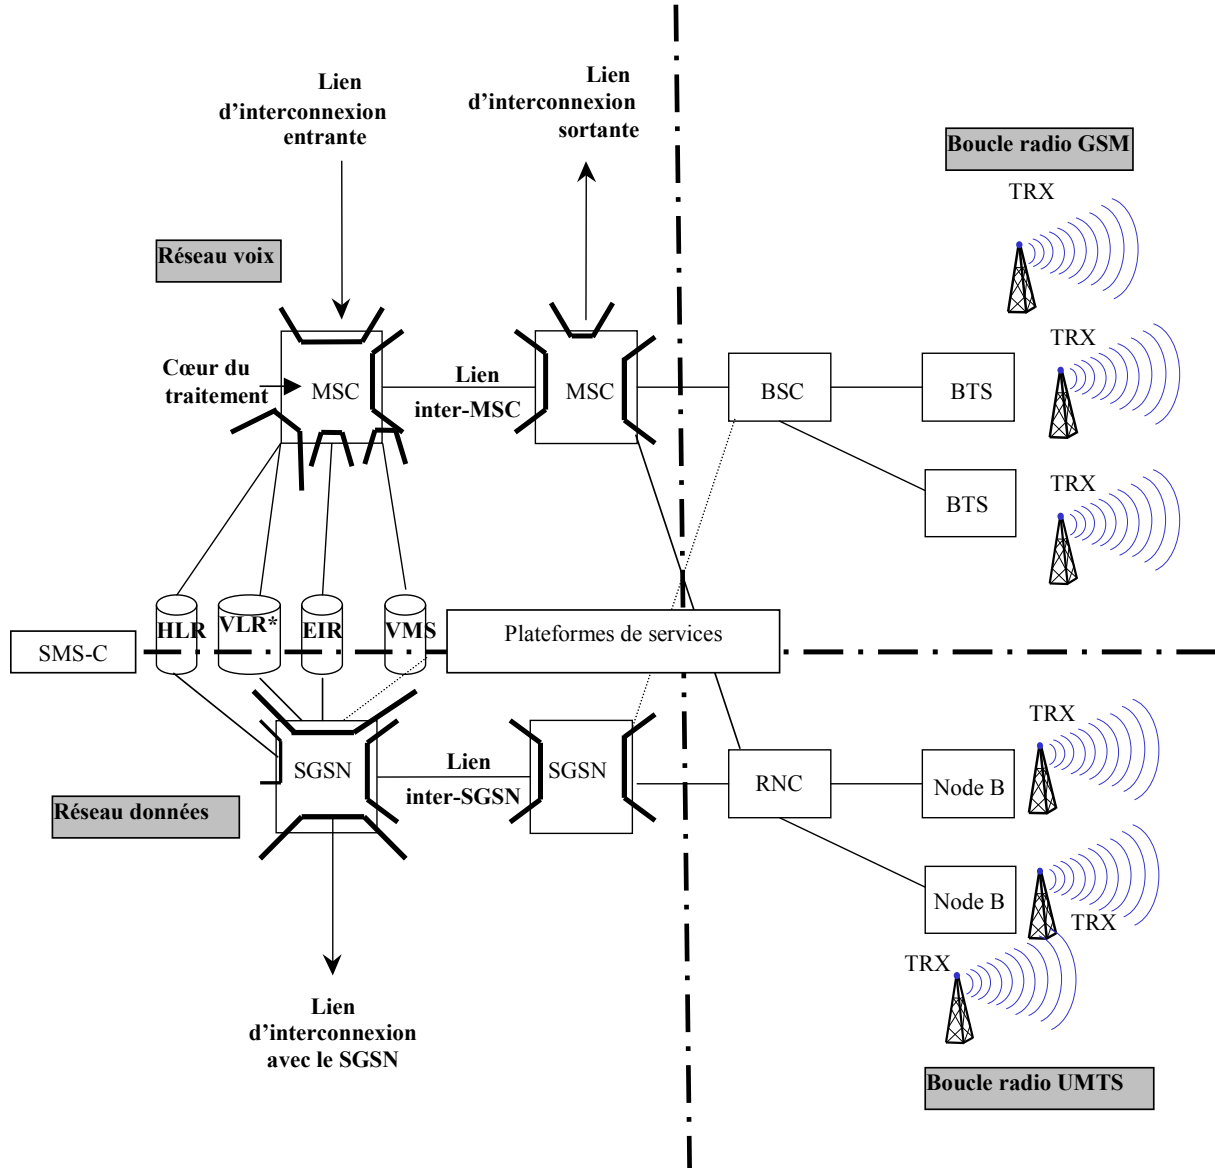 Lien
d'interconnexion
entrante
Lien
d'interconnexion
sortante
Boucle radio GSM
TRX
Réseau voix
Cœur du
traitement
MSC
Lien
inter-MSC
MSC
BSC
BTS
TRX
BTS
TRX
HLR
VLR*
EIR
VMS
Plateformes de services
SMS-C
SGSN
Lien
inter-SGSN
SGSN
RNC
Node B
TRX
Réseau données
Node B
TRX
TRX
Lien
d'interconnexion
avec le SGSN
Boucle radio UMTS